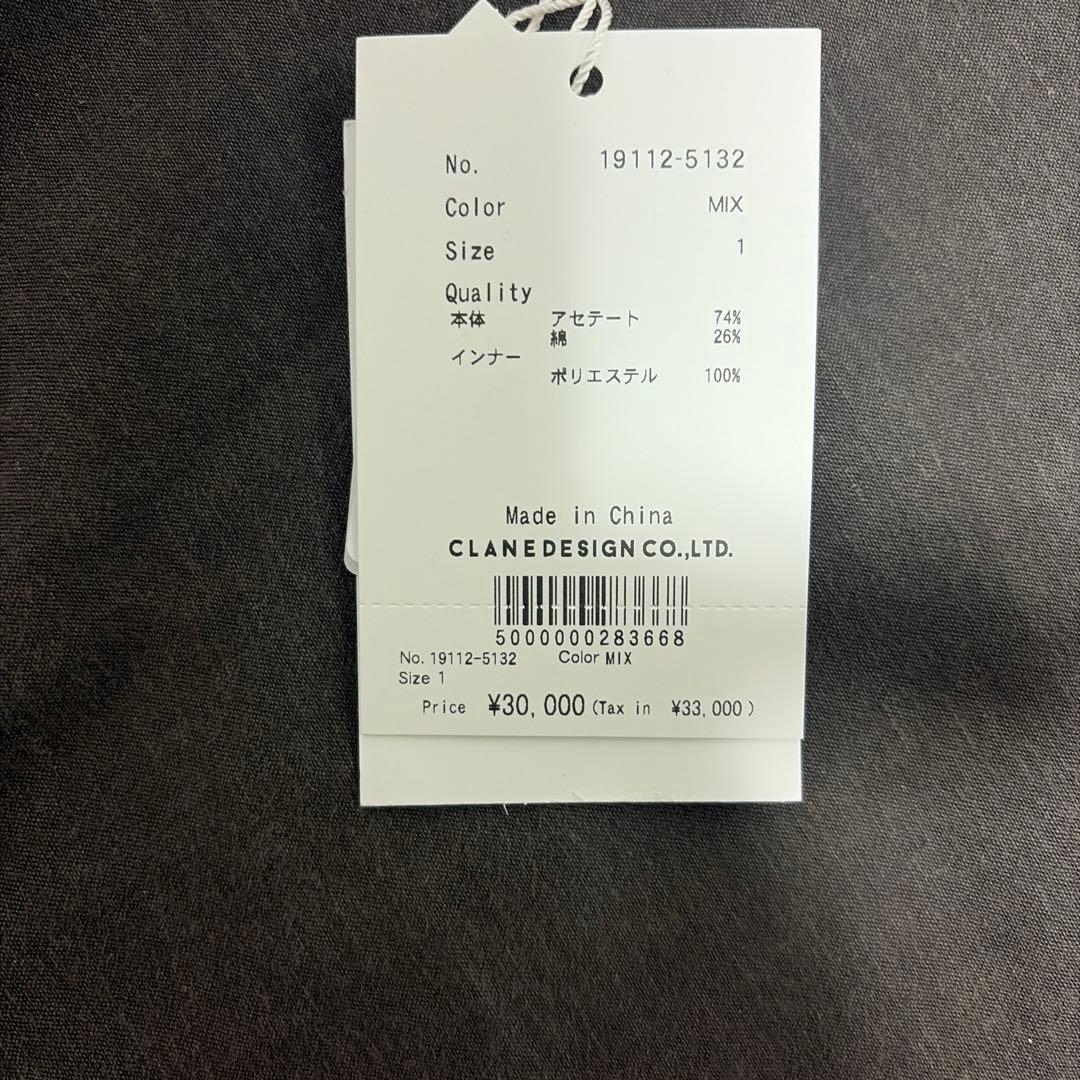 No. 19112-5132
Color MIX
Size 1
Quality
本体 アセテート 74%
綿 26%
インナー
ポリエステル 100%
Made in China
CLANE DESIGN CO.,LTD.
5000000283668
No. 19112-5132 Color MIX
Size 1
Price ¥30,000 (Tax in ¥33,000)